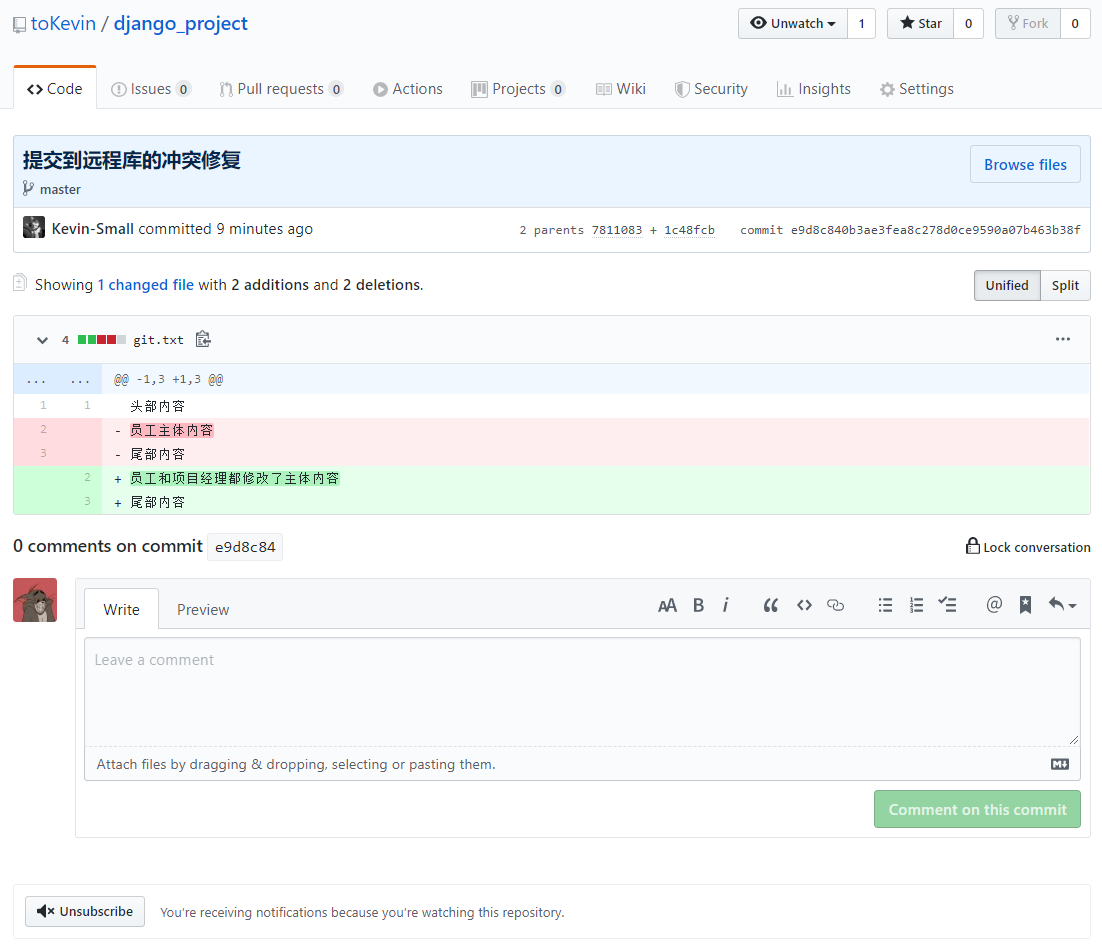 toKevin / django_project
Unwatch 1 Star 0 Fork 0
Code Issues 0 Pull requests 0 Actions Projects 0 Wiki Security Insights Settings
提交到远程库的冲突修复
Browse files
master
Kevin-Small committed 9 minutes ago 2 parents 7811083 + 1c48fcb commit e9d8c840b3ae3fea8c278d0ce9590a07b463b38f
Showing 1 changed file with 2 additions and 2 deletions. Unified Split
4 git.txt
... ... @@ -1,3 +1,3 @@
1 1 头部内容
2 - 员工主体内容
3 - 尾部内容
2 + 员工和项目经理都修改了主体内容
3 + 尾部内容
0 comments on commit e9d8c84 Lock conversation
Write Preview AA B i
Leave a comment
Attach files by dragging & dropping, selecting or pasting them.
Comment on this commit
Unsubscribe You're receiving notifications because you're watching this repository.